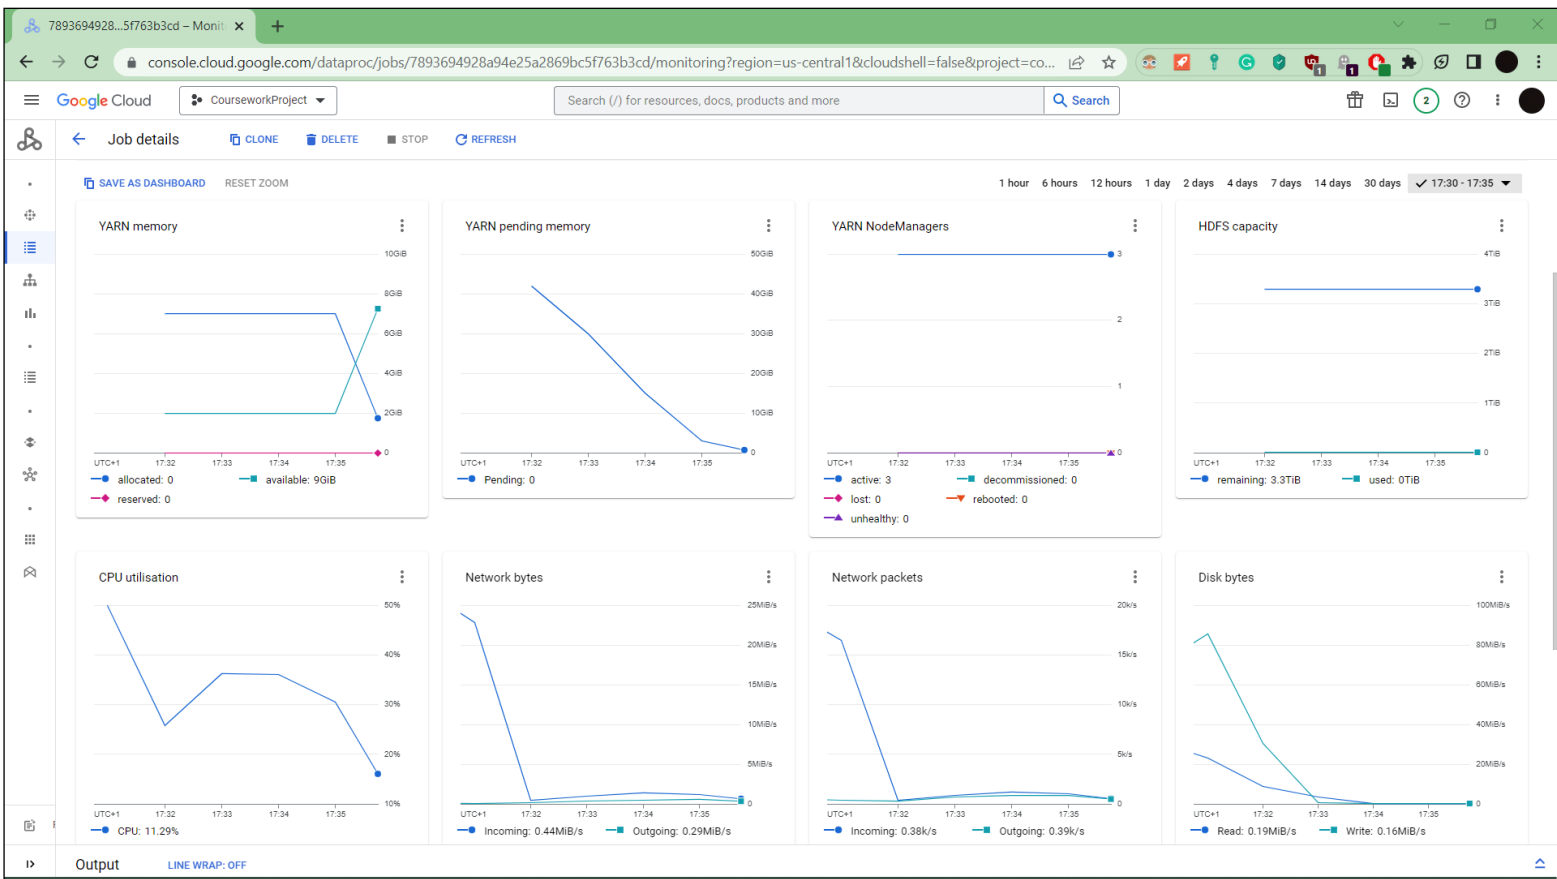 7893694928...5f763b3cd – Monit
console.cloud.google.com/dataproc/jobs/7893694928a94e25a2869bc5f763b3cd/monitoring?region=us-central1&cloudshell=false&project=co...
Google Cloud CourseworkProject Search (/) for resources, docs, products and more Search 2
Job details CLONE DELETE STOP REFRESH
SAVE AS DASHBOARD RESET ZOOM 1 hour 6 hours 12 hours 1 day 2 days 4 days 7 days 14 days 30 days 17:30 - 17:35
YARN memory
10GiB
8GiB
6GiB
4GiB
2GiB
0
UTC+1 17:32 17:33 17:34 17:35
allocated: 0 available: 9GiB
reserved: 0
YARN pending memory
50GiB
40GiB
30GiB
20GiB
10GiB
0
UTC+1 17:32 17:33 17:34 17:35
Pending: 0
YARN NodeManagers
3
2
1
0
UTC+1 17:32 17:33 17:34 17:35
active: 3 decommissioned: 0
lost: 0 rebooted: 0
unhealthy: 0
HDFS capacity
4TiB
3TiB
2TiB
1TiB
0
UTC+1 17:32 17:33 17:34 17:35
remaining: 3.3TiB used: 0TiB
CPU utilisation
50%
40%
30%
20%
10%
UTC+1 17:32 17:33 17:34 17:35
CPU: 11.29%
Network bytes
25MiB/s
20MiB/s
15MiB/s
10MiB/s
5MiB/s
0
UTC+1 17:32 17:33 17:34 17:35
Incoming: 0.44MiB/s Outgoing: 0.29MiB/s
Network packets
20k/s
15k/s
10k/s
5k/s
0
UTC+1 17:32 17:33 17:34 17:35
Incoming: 0.38k/s Outgoing: 0.39k/s
Disk bytes
100MiB/s
80MiB/s
60MiB/s
40MiB/s
20MiB/s
0
UTC+1 17:32 17:33 17:34 17:35
Read: 0.19MiB/s Write: 0.16MiB/s
Output LINE WRAP: OFF